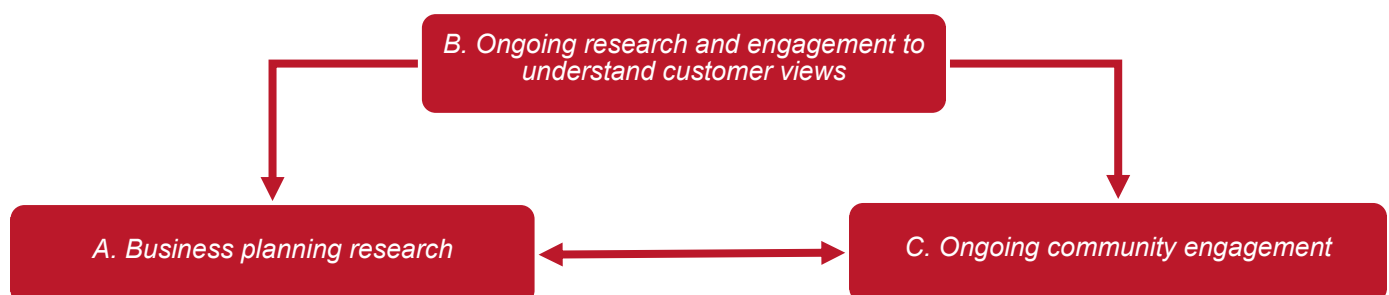 B. Ongoing research and engagement to
understand customer views
A. Business planning research
C. Ongoing community engagement